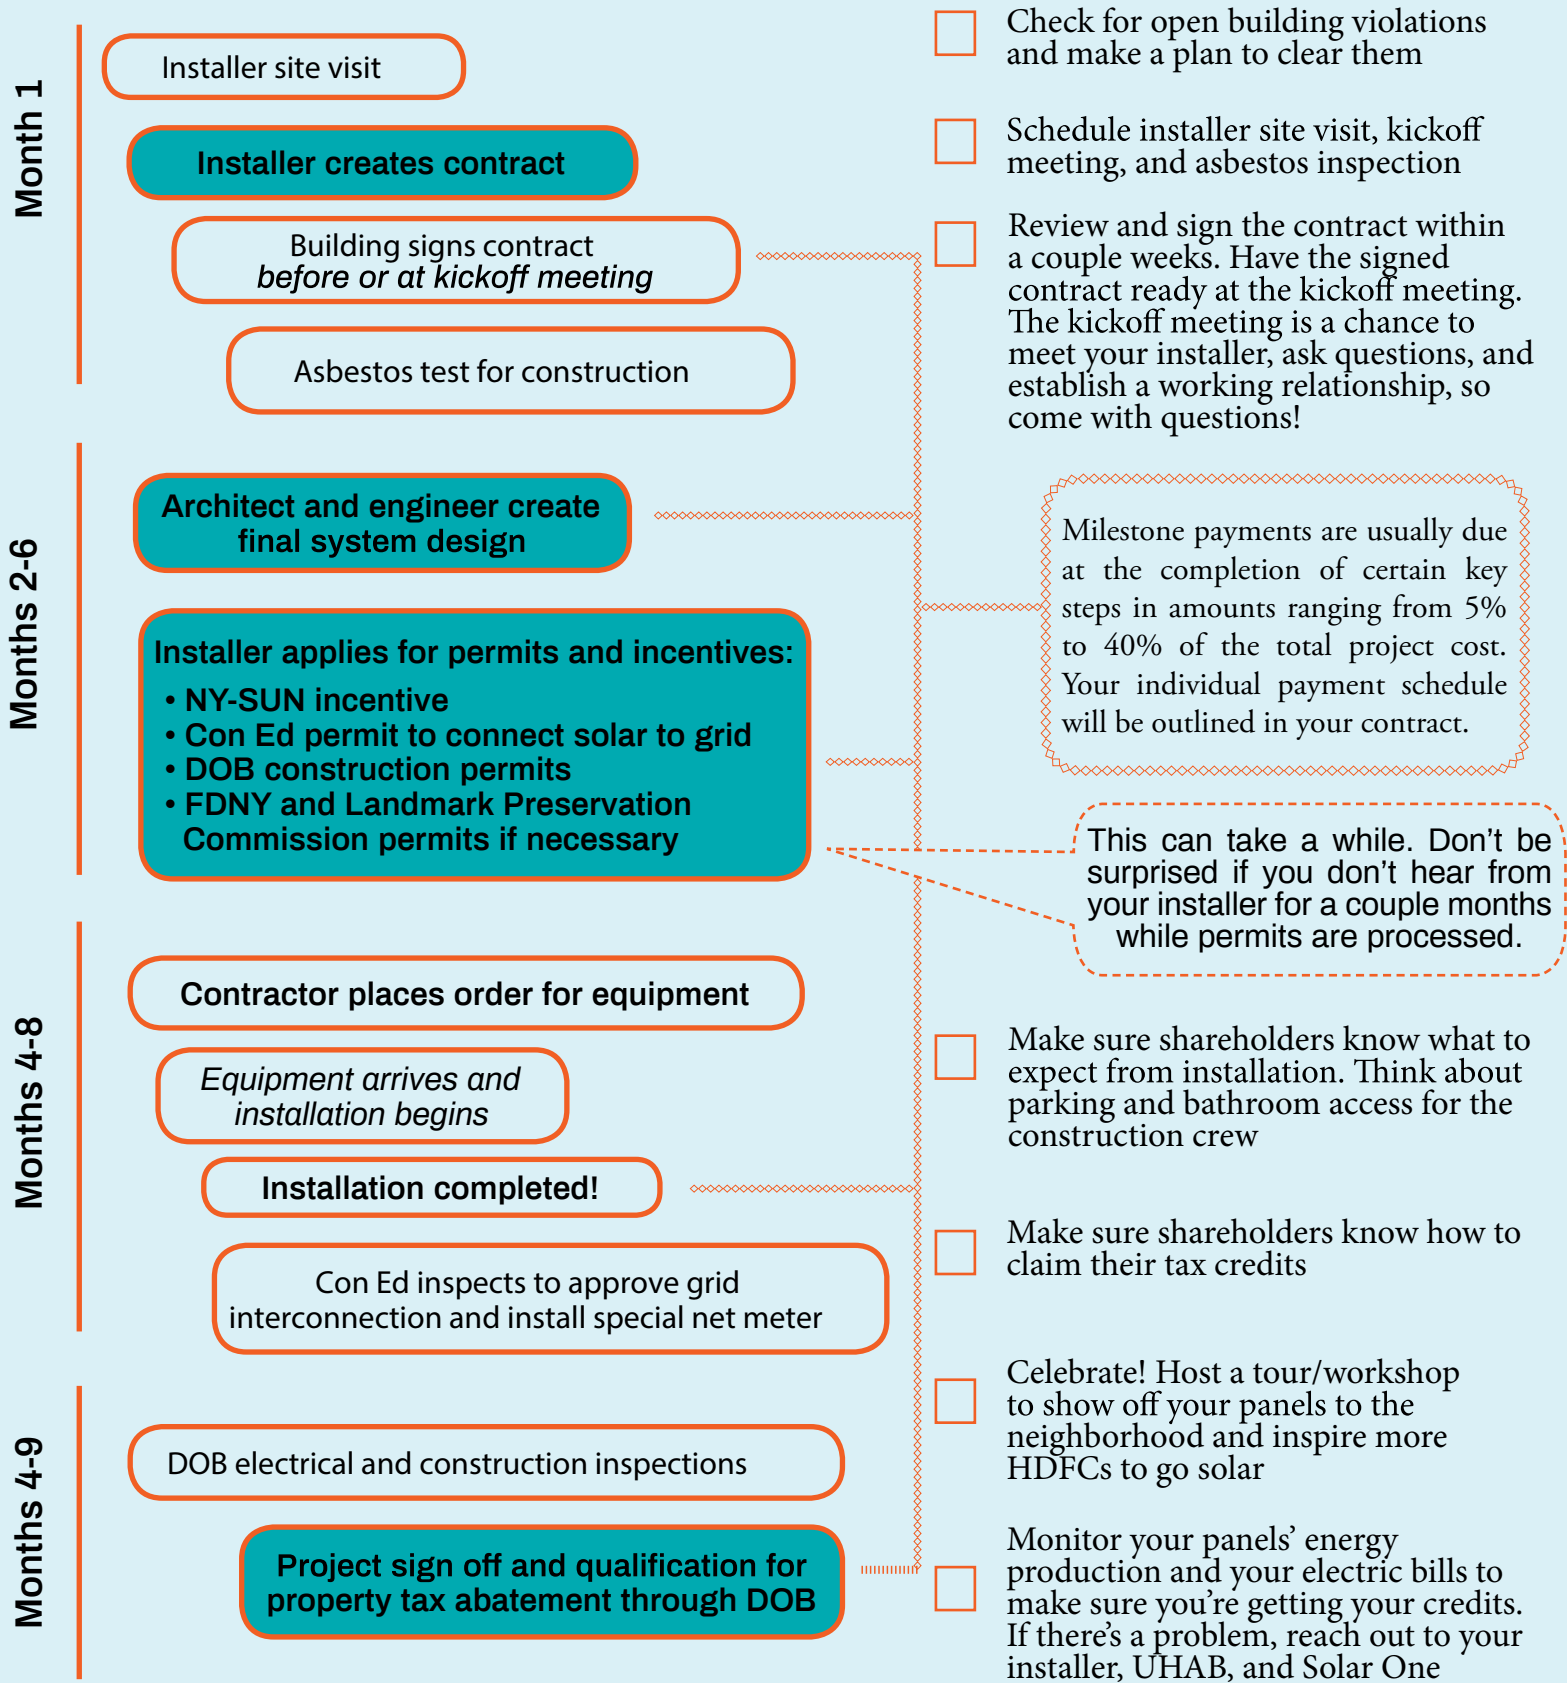 Month 1
Installer site visit
Installer creates contract
Building signs contract
before or at kickoff meeting
Asbestos test for construction
Check for open building violations
and make a plan to clear them
Schedule installer site visit, kickoff
meeting, and asbestos inspection
Review and sign the contract within
a couple weeks. Have the signed
contract ready at the kickoff meeting.
The kickoff meeting is a chance to
meet your installer, ask questions, and
establish a working relationship, so
come with questions!
Months 2-6
Architect and engineer create
final system design
Installer applies for permits and incentives:
• NY-SUN incentive
• Con Ed permit to connect solar to grid
• DOB construction permits
• FDNY and Landmark Preservation
Commission permits if necessary
Milestone payments are usually due
at the completion of certain key
steps in amounts ranging from 5%
to 40% of the total project cost.
Your individual payment schedule
will be outlined in your contract.
This can take a while. Don't be
surprised if you don't hear from
your installer for a couple months
while permits are processed.
Months 4-8
Contractor places order for equipment
Equipment arrives and
installation begins
Installation completed!
Con Ed inspects to approve grid
interconnection and install special net meter
Make sure shareholders know what to
expect from installation. Think about
parking and bathroom access for the
construction crew
Make sure shareholders know how to
claim their tax credits
Months 4-9
DOB electrical and construction inspections
Project sign off and qualification for
property tax abatement through DOB
Celebrate! Host a tour/workshop
to show off your panels to the
neighborhood and inspire more
HDFCs to go solar
Monitor your panels’ energy
production and your electric bills to
make sure you’re getting your credits.
If there’s a problem, reach out to your
installer, UHAB, and Solar One